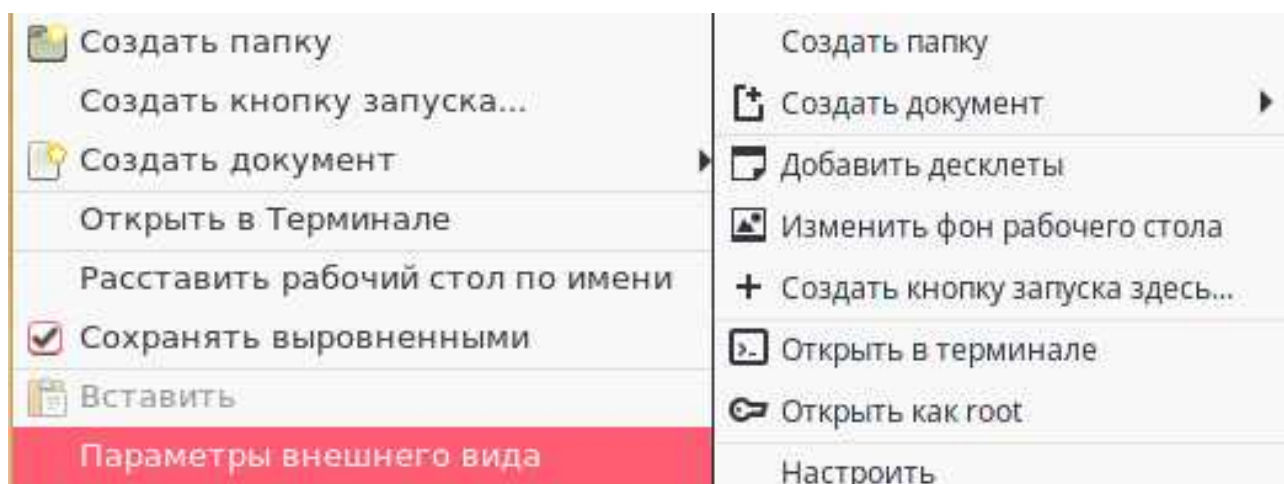 Создать папку
Создать кнопку запуска...
Создать документ
Открыть в Терминале
Расставить рабочий стол по имени
Сохранять выровненными
Вставить
Параметры внешнего вида
Создать папку
Создать документ
Добавить десклеты
Изменить фон рабочего стола
Создать кнопку запуска здесь...
Открыть в терминале
Открыть как root
Настроить